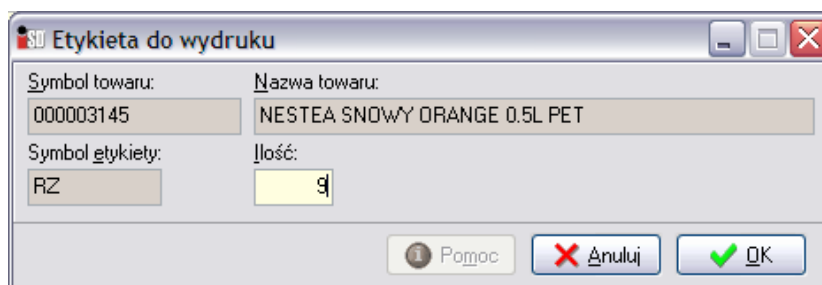 iSU Etykieta do wydruku
Symbol towaru: Nazwa towaru:
000003145 NESTEA SNOWY ORANGE 0.5L PET
Symbol etykiety: Ilość:
RZ 9
Pomoc Anuluj OK